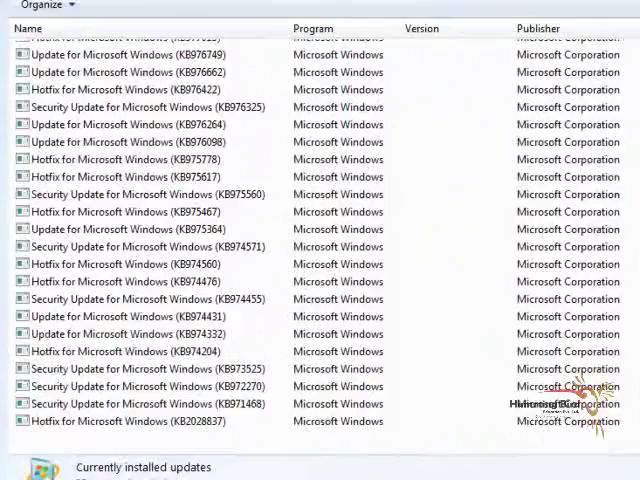 Organize
Name Program Version Publisher
Microsoft Windows Microsoft Corporation
Update for Microsoft Windows (KB976749) Microsoft Windows Microsoft Corporation
Update for Microsoft Windows (KB976662) Microsoft Windows Microsoft Corporation
Hotfix for Microsoft Windows (KB976422) Microsoft Windows Microsoft Corporation
Security Update for Microsoft Windows (KB976325) Microsoft Windows Microsoft Corporation
Update for Microsoft Windows (KB976264) Microsoft Windows Microsoft Corporation
Update for Microsoft Windows (KB976098) Microsoft Windows Microsoft Corporation
Hotfix for Microsoft Windows (KB975778) Microsoft Windows Microsoft Corporation
Hotfix for Microsoft Windows (KB975617) Microsoft Windows Microsoft Corporation
Security Update for Microsoft Windows (KB975560) Microsoft Windows Microsoft Corporation
Hotfix for Microsoft Windows (KB975467) Microsoft Windows Microsoft Corporation
Update for Microsoft Windows (KB975364) Microsoft Windows Microsoft Corporation
Security Update for Microsoft Windows (KB974571) Microsoft Windows Microsoft Corporation
Hotfix for Microsoft Windows (KB974560) Microsoft Windows Microsoft Corporation
Hotfix for Microsoft Windows (KB974476) Microsoft Windows Microsoft Corporation
Security Update for Microsoft Windows (KB974455) Microsoft Windows Microsoft Corporation
Update for Microsoft Windows (KB974431) Microsoft Windows Microsoft Corporation
Update for Microsoft Windows (KB974332) Microsoft Windows Microsoft Corporation
Hotfix for Microsoft Windows (KB974204) Microsoft Windows Microsoft Corporation
Security Update for Microsoft Windows (KB973525) Microsoft Windows Microsoft Corporation
Security Update for Microsoft Windows (KB972270) Microsoft Windows Microsoft Corporation
Security Update for Microsoft Windows (KB971468) Microsoft Windows Microsoft Corporation
Hotfix for Microsoft Windows (KB2028837) Microsoft Windows Microsoft Corporation
Currently installed updates